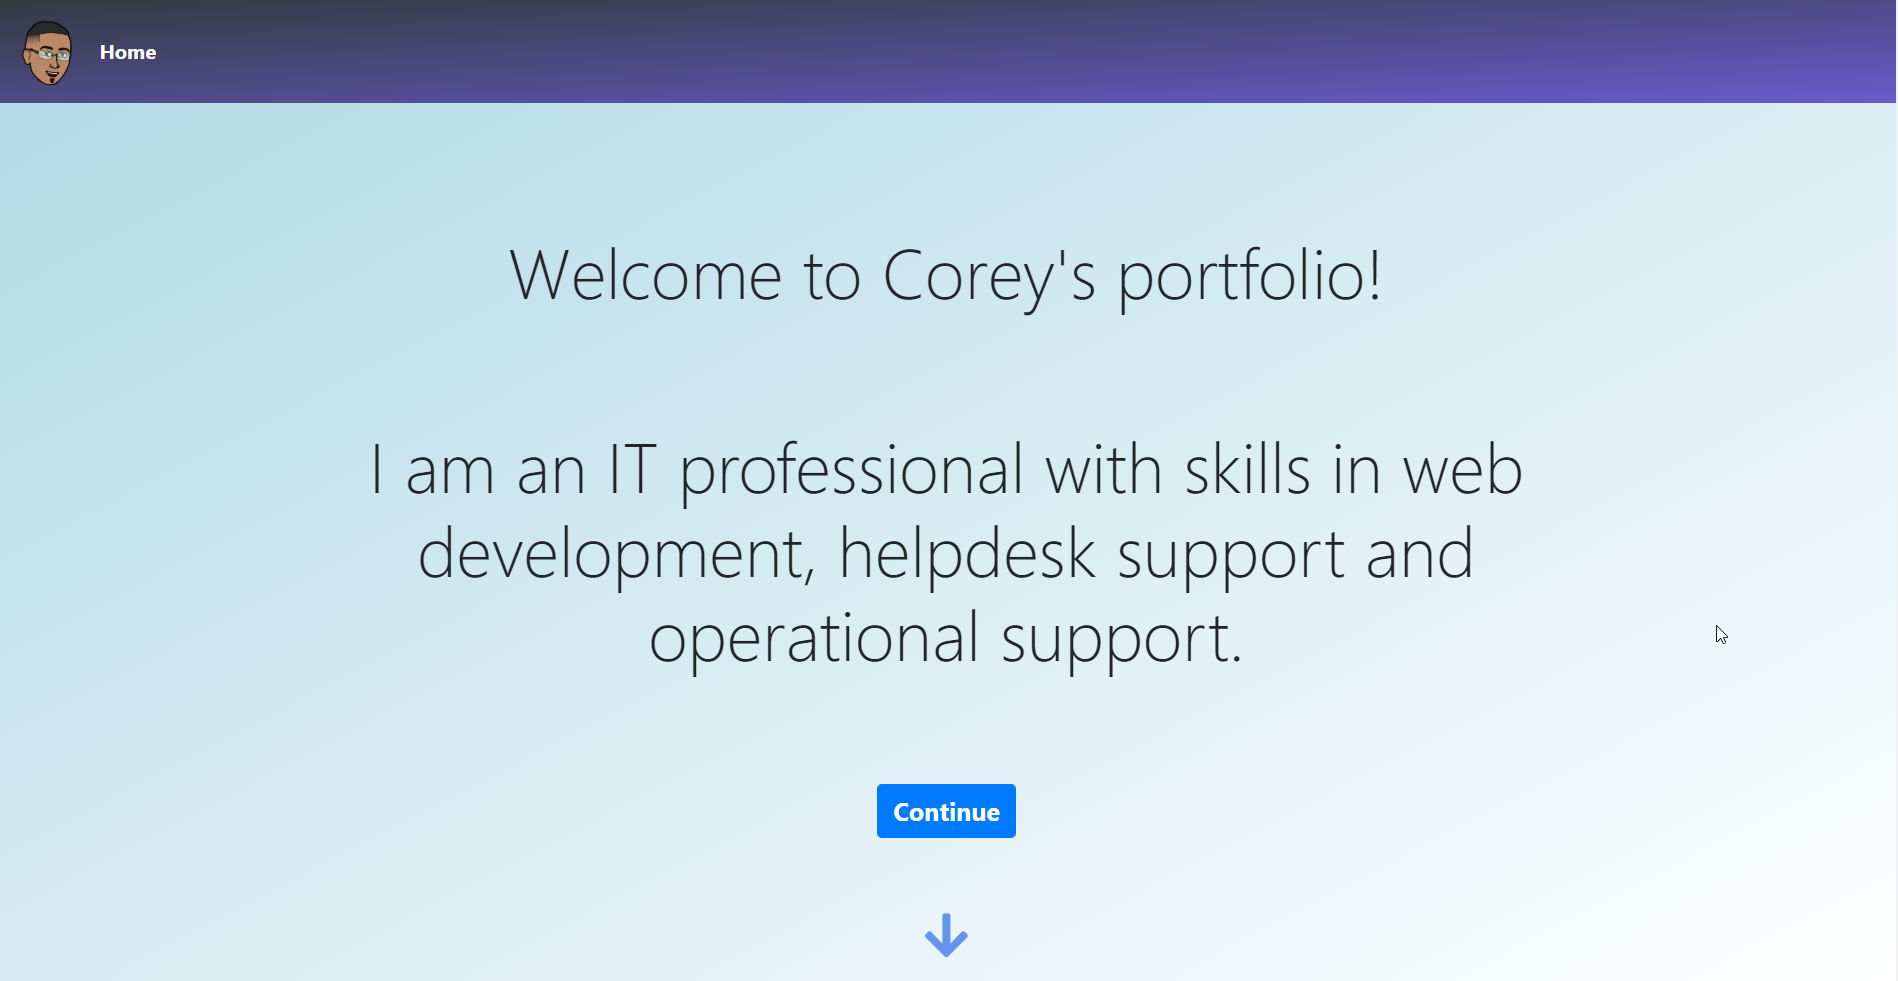 Home
Welcome to Corey's portfolio!
I am an IT professional with skills in web
development, helpdesk support and
operational support.
Continue